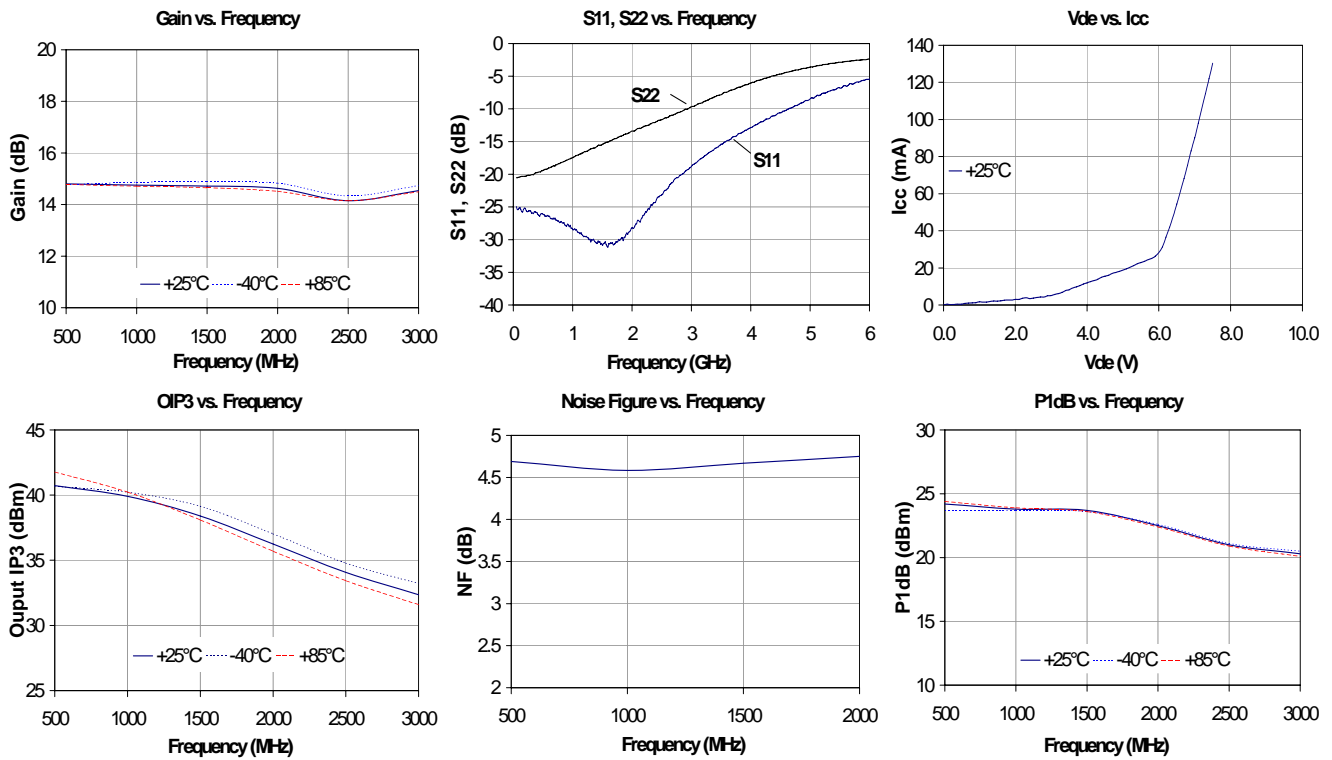 Gain vs. Frequency
20
18
16
14
12
10
Gain (dB)
+25°C -40°C +85°C
500 1000 1500 2000 2500 3000
Frequency (MHz)
S11, S22 vs. Frequency
0
-5
-10
-15
-20
-25
-30
-35
-40
S11, S22 (dB)
S22
S11
0 1 2 3 4 5 6
Frequency (GHz)
Vde vs. Icc
140
120
100
80
60
40
20
0
Icc (mA)
+25°C
0.0 2.0 4.0 6.0 8.0 10.0
Vde (V)
OIP3 vs. Frequency
45
40
35
30
25
Ouput IP3 (dBm)
+25°C -40°C +85°C
500 1000 1500 2000 2500 3000
Frequency (MHz)
Noise Figure vs. Frequency
5
4.5
4
3.5
3
2.5
2
NF (dB)
500 1000 1500 2000
Frequency (MHz)
P1dB vs. Frequency
30
25
20
15
10
P1dB (dBm)
+25°C -40°C +85°C
500 1000 1500 2000 2500 3000
Frequency (MHz)